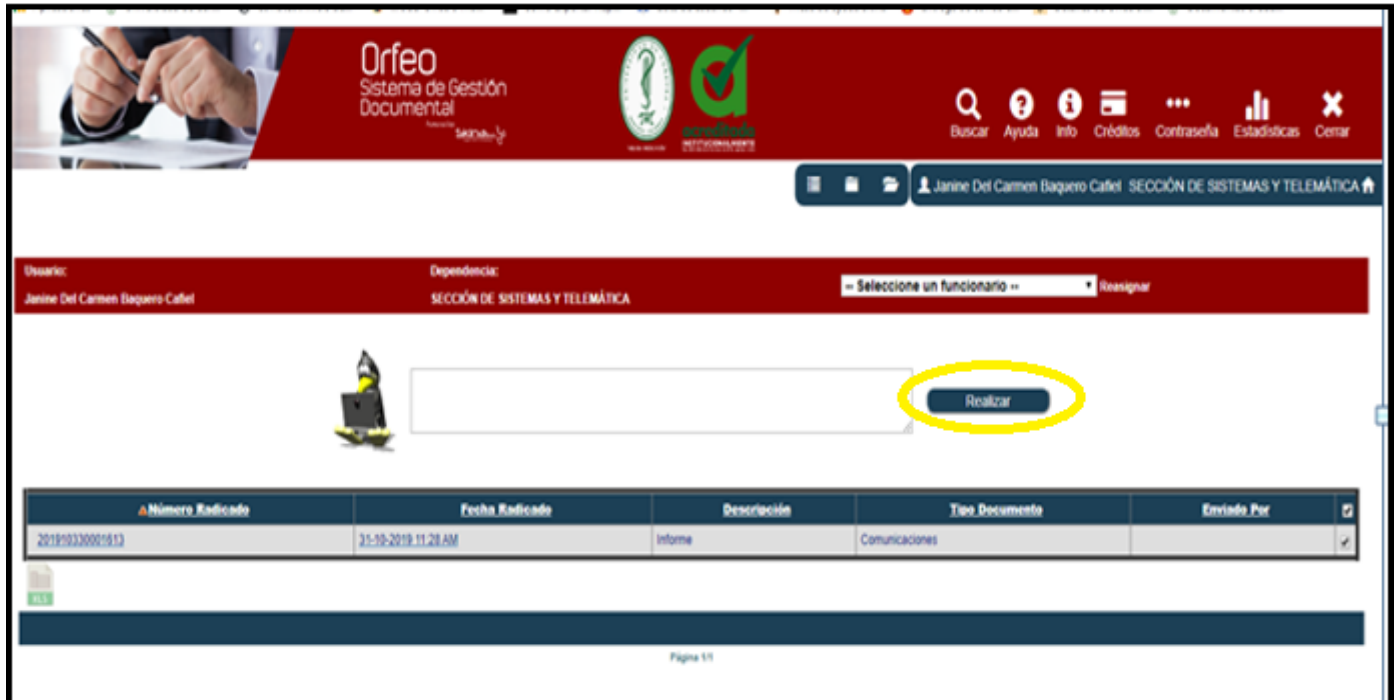 Orfeo
Sistema de Gestión
Documental
acreditada
INSTITUCIONALMENTE
Buscar Ayuda Info Créditos Contraseña Estadísticas Cerrar
Janine Del Carmen Baquero Cafiel SECCIÓN DE SISTEMAS Y TELEMÁTICA
Usuario: Dependencia:
-- Seleccione un funcionario -- Reasignar
Janine Del Carmen Baquero Cafiel SECCIÓN DE SISTEMAS Y TELEMÁTICA
Realizar
Número Radicado Fecha Radicado Descripción Tipo Documento Enviado Por
201910330001613 31-10-2019 11:28 AM Informe Comunicaciones
XLS
Página 1/1